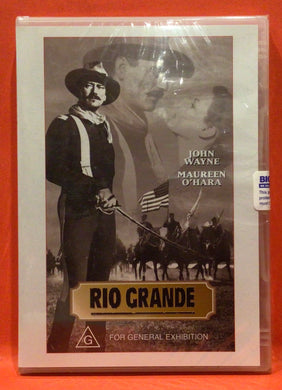 JOHN
WAYNE
MAUREEN
O'HARA
RIO GRANDE
G
FOR GENERAL EXHIBITION